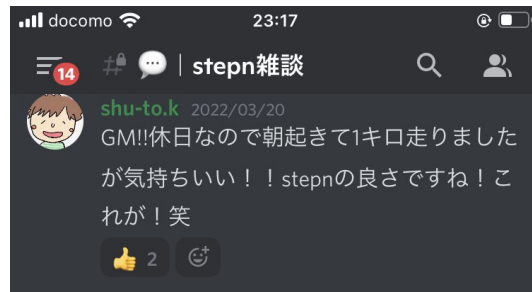 docomo 23:17
14 stepn雑談
shu-to.k 2022/03/20
GM!!休日なので朝起きて1キロ走りました
が気持ちいい！！stepnの良さですね！こ
れが！笑
2